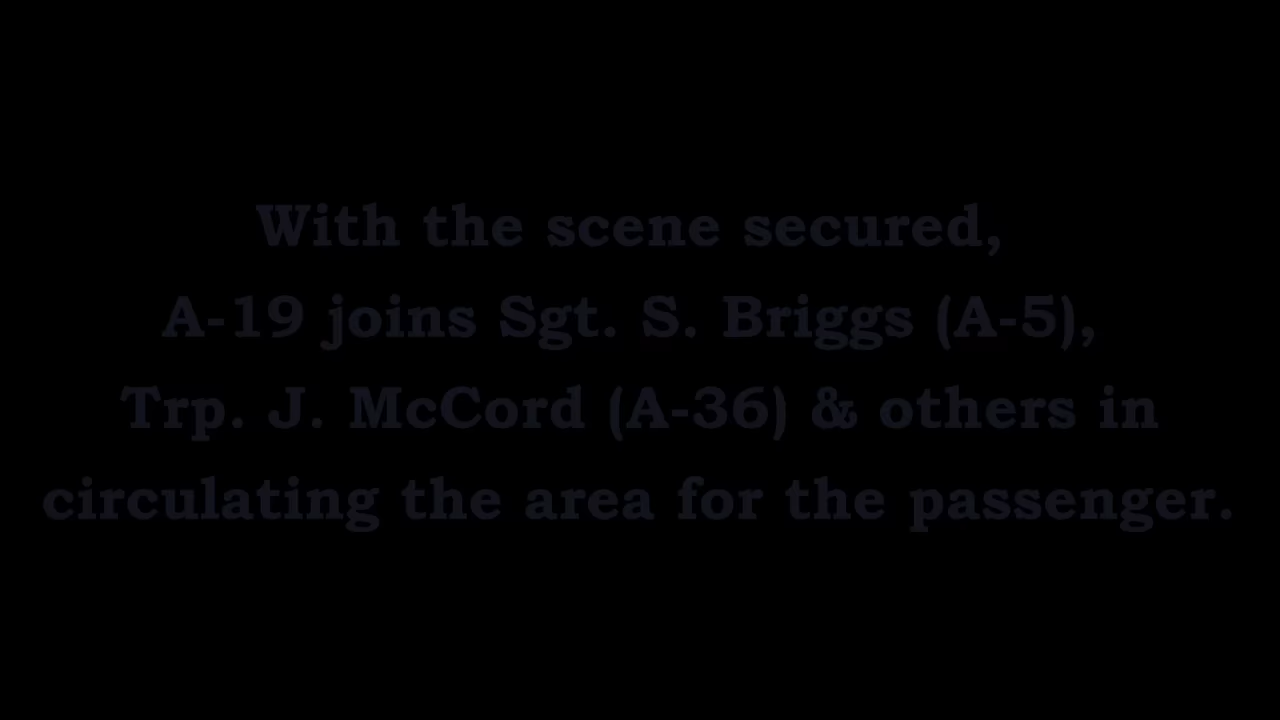 With the scene secured,
A-19 joins Sgt. S. Briggs (A-5),
Trp. J. McCord (A-36) & others in
circulating the area for the passenger.